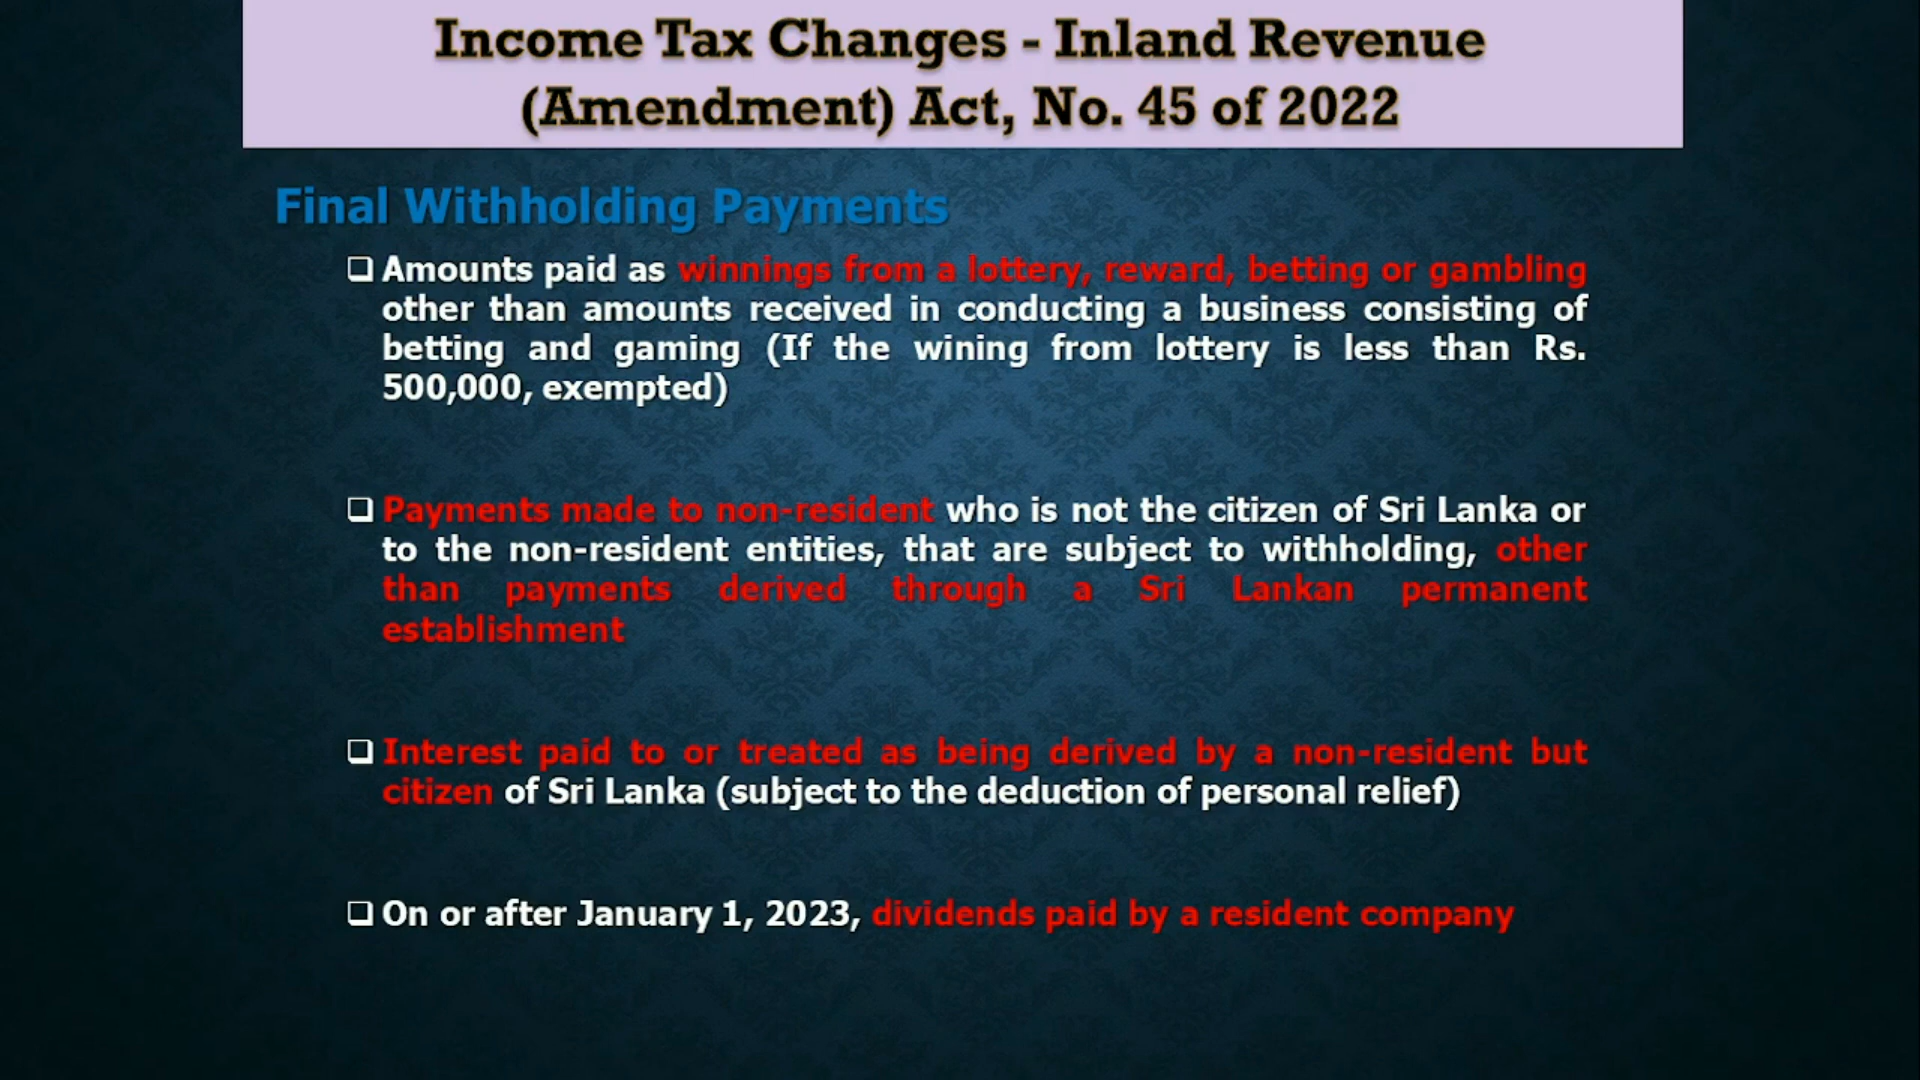 Income Tax Changes - Inland Revenue
(Amendment) Act, No. 45 of 2022
Final Withholding Payments
❑ Amounts paid as winnings from a lottery, reward, betting or gambling
other than amounts received in conducting a business consisting of
betting and gaming (If the wining from lottery is less than Rs.
500,000, exempted)
❑ Payments made to non-resident who is not the citizen of Sri Lanka or
to the non-resident entities, that are subject to withholding, other
than payments derived through a Sri Lankan permanent
establishment
❑ Interest paid to or treated as being derived by a non-resident but
citizen of Sri Lanka (subject to the deduction of personal relief)
❑ On or after January 1, 2023, dividends paid by a resident company